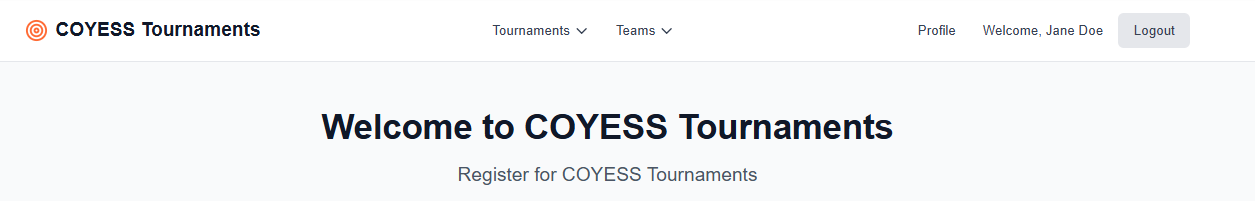 COYESS Tournaments Tournaments Teams Profile Welcome, Jane Doe Logout
Welcome to COYESS Tournaments
Register for COYESS Tournaments